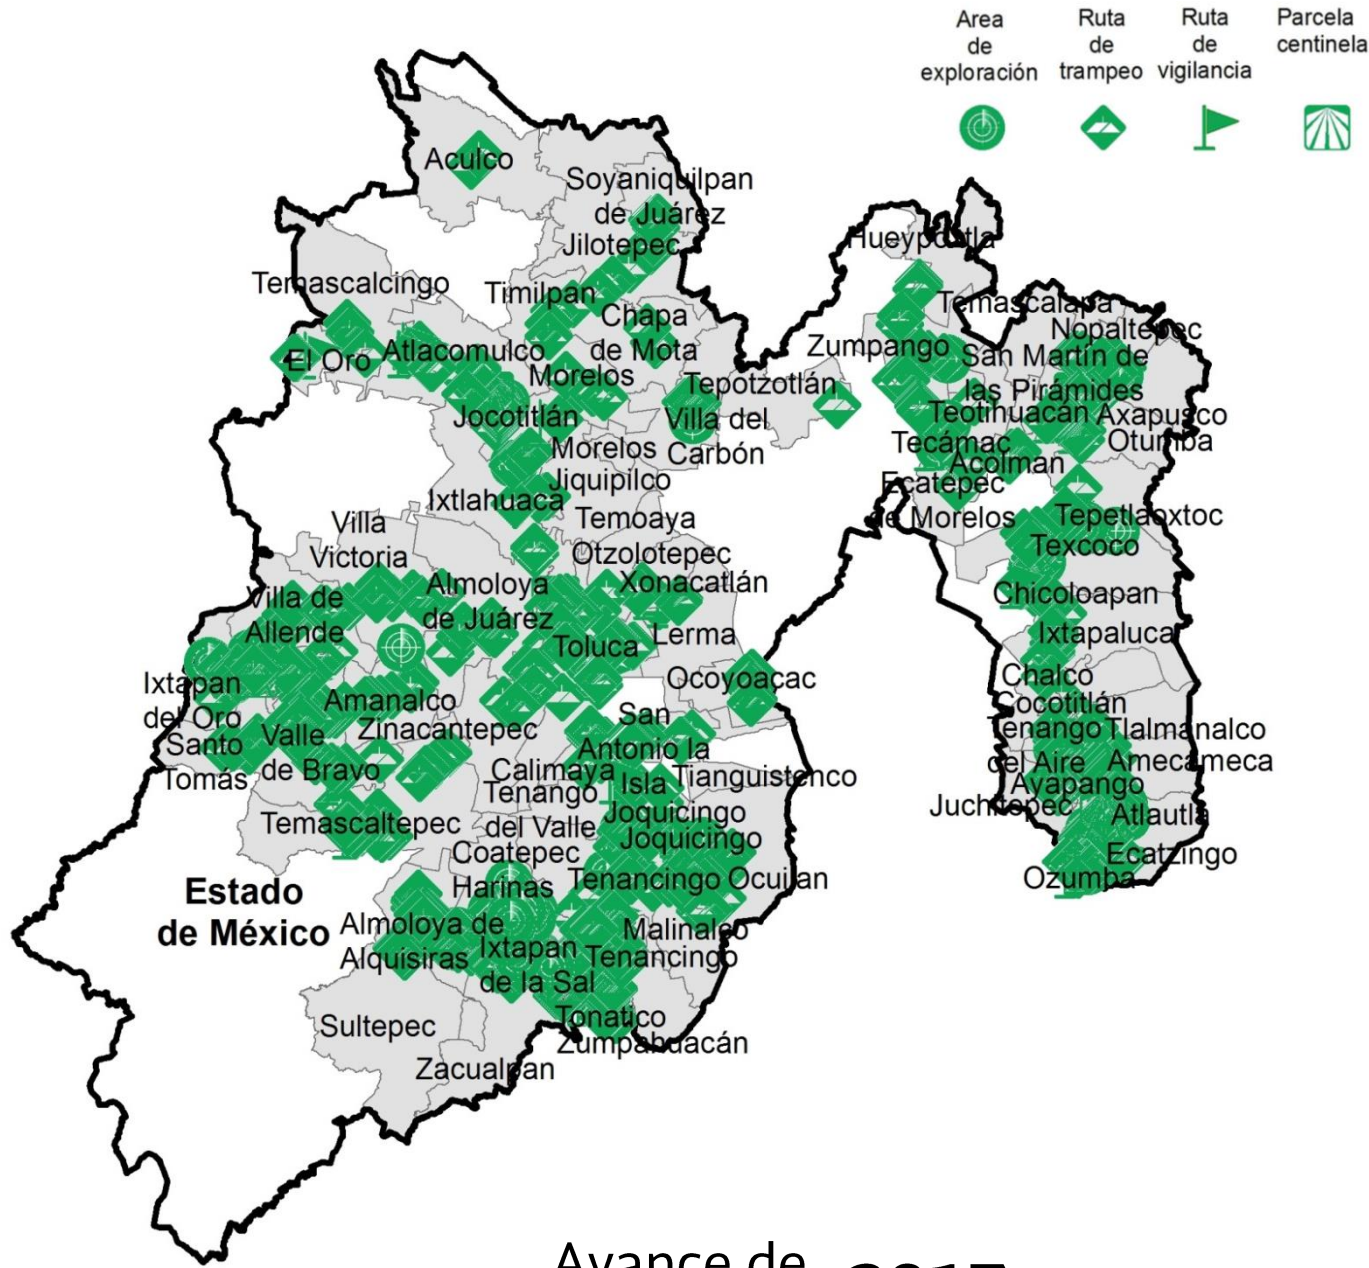 Area
de
exploración
Ruta
de
trampeo
Ruta
de
vigilancia
Parcela
centinela
Aculco
Soyaniquilpan
de Juárez
Jilotepec
Hueypoxtla
Temascalcingo
Timilpan
Chapa
de Mota
Temascalapa
Nopaltepec
El Oro
Atlacomulco
Morelos
Zumpango
San Martín de
las Pirámides
Tepotzotlán
Jocotitlán
Villa del
Carbón
Teotihuacán
Axapusco
Otumba
Tecámac
Acolman
Morelos
Jiquipilco
Ixtlahuaca
Ecatepec
de Morelos
Temoaya
Villa
Victoria
Otzolotepec
Tepetlaoxtoc
Texcoco
Xonacatlán
Almoloya
de Juárez
Villa de
Allende
Chicoloapan
Toluca
Lerma
Ixtapaluca
Ocoyoacac
Chalco
Ixtapan
del Oro
Amanalco
Cocotitlán
San
Antonio la
Isla
Zinacantepec
Tenango
del Aire
Tlalmanalco
Santo
Tomás
Valle
de Bravo
Amecameca
Calimaya
Tianguistenco
Ayapango
Tenango
del Valle
Juchitepec
Joquicingo
Atlautla
Temascaltepec
Joquicingo
Coatepec
Harinas
Ecatzingo
Tenancingo
Ocuilan
Ozumba
Estado
de México
Almoloya de
Alquisiras
Malinalco
Ixtapan
de la Sal
Tenancingo
Sultepec
Tonatico
Zumpahuacán
Zacualpan
Avance de
2017